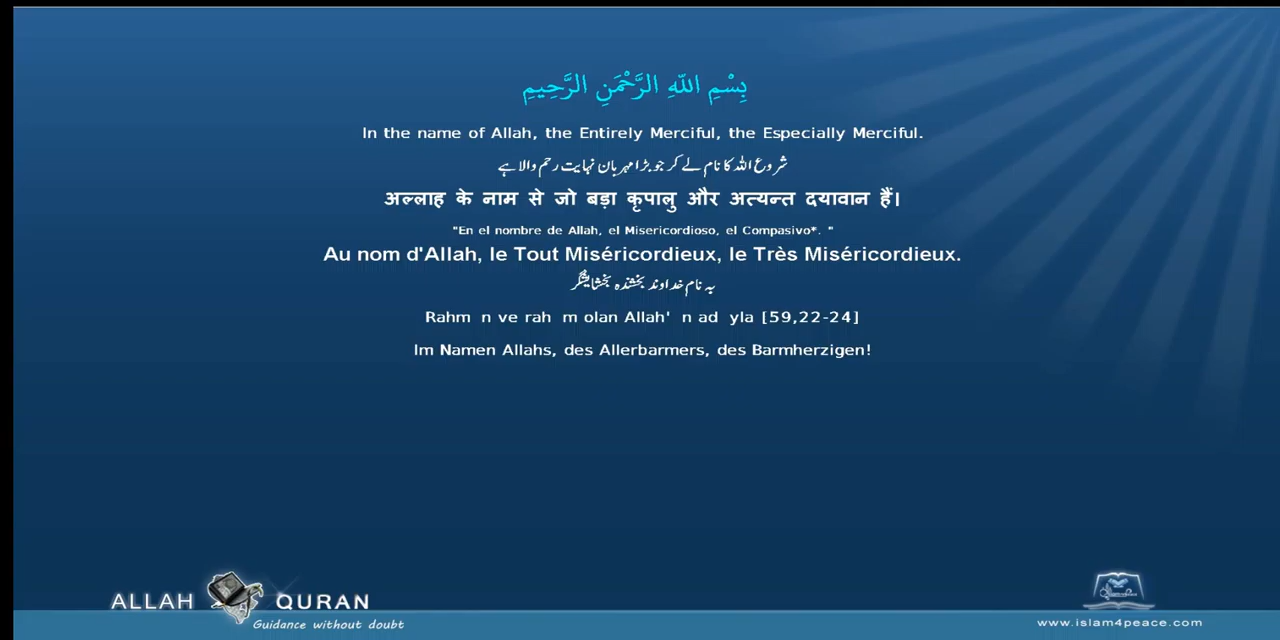 بِسْمِ اللّهِ الرَّحْمَنِ الرَّحِيمِ
In the name of Allah, the Entirely Merciful, the Especially Merciful.
شروع الله کا نام لے کر جو بڑا مہربان نہایت رحم والا ہے
अल्लाह के नाम से जो बड़ा कृपालु और अत्यन्त दयावान हैं।
"En el nombre de Allah, el Misericordioso, el Compasivo*. "
Au nom d'Allah, le Tout Miséricordieux, le Très Miséricordieux.
به نام خداوند بخشنده بخشایشگر
Rahm n ve rah m olan Allah' n ad yla [59,22-24]
Im Namen Allahs, des Allerbarmers, des Barmherzigen!
ALLAH QURAN
Guidance without doubt
www.islam4peace.com